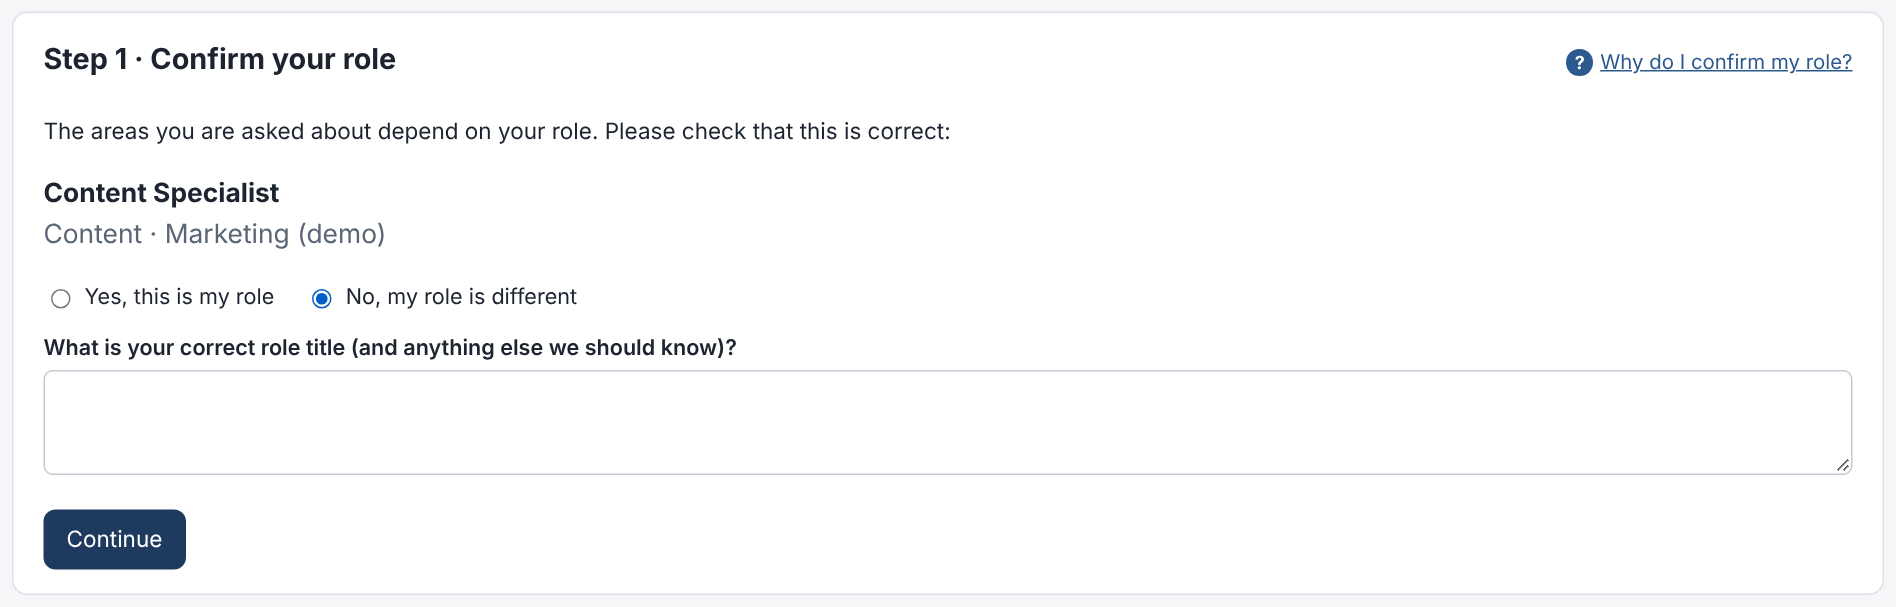 Step 1 · Confirm your role
? Why do I confirm my role?
The areas you are asked about depend on your role. Please check that this is correct:
Content Specialist
Content · Marketing (demo)
Yes, this is my role No, my role is different
What is your correct role title (and anything else we should know)?
Continue